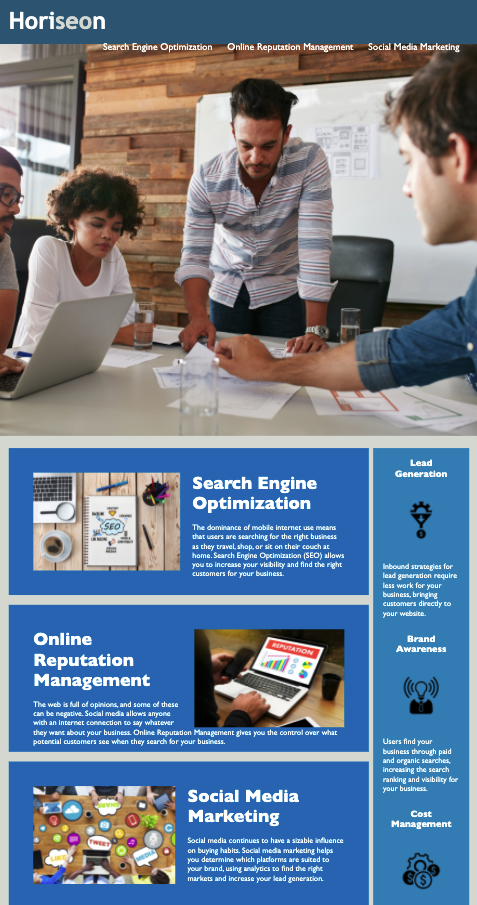 Horiseon
Search Engine Optimization
Online Reputation Management
Social Media Marketing
Search Engine
Optimization
The dominance of mobile internet use means
that users are searching for the right business
as they travel, shop, or sit on their couch at
home. Search Engine Optimization (SEO) allows
you to increase your visibility and find the right
customers for your business.
SEO
Online
Reputation
Management
The web is full of opinions, and some of these
can be negative. Social media allows anyone
with an internet connection to say whatever
they want about your business. Online Reputation Management gives you the control over what
potential customers see when they search for your business.
REPUTATION
Social Media
Marketing
Social media continues to have a sizable influence
on buying habits. Social media marketing helps
you determine which platforms are suited to
your brand, using analytics to find the right
markets and increase your lead generation.
SHARE
TWEET
LIKE
MEDIA
Lead
Generation
Inbound strategies for
lead generation require
less work for your
business, bringing
customers directly to
your website.
Brand
Awareness
Users find your
business through paid
and organic searches,
increasing the search
ranking and visibility for
your business.
Cost
Management